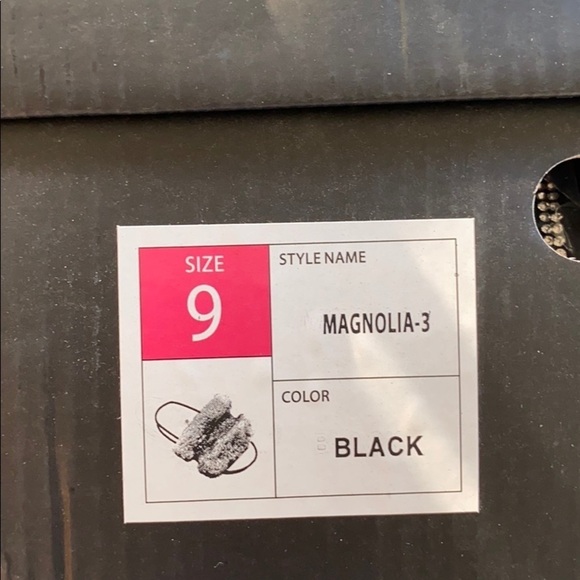 SIZE
9
STYLE NAME
MAGNOLIA-3
COLOR
BLACK